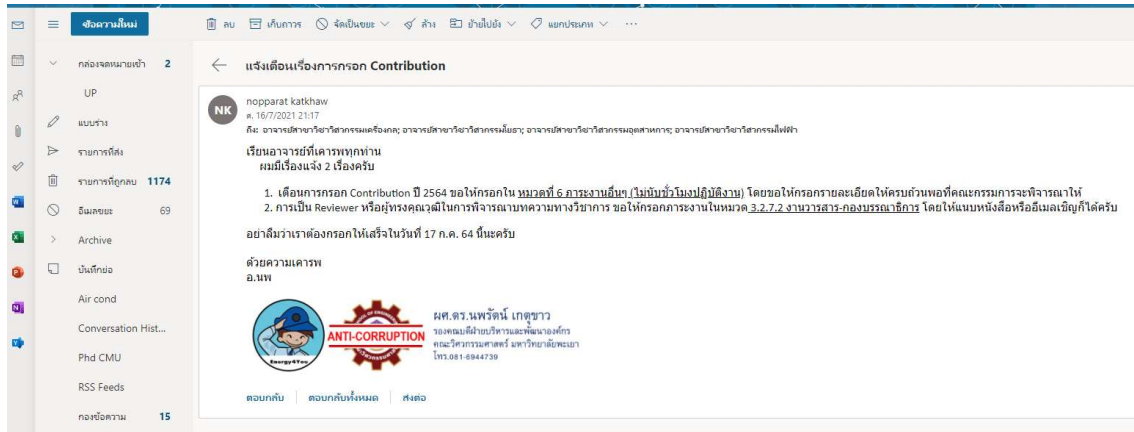 ข้อความใหม่
ลบ เก็บถาวร จัดเป็นขยะ ล้าง ย้ายไปยัง แยกประเภท ...
กล่องจดหมายเข้า 2
UP
แบบร่าง
รายการที่ส่ง
รายการที่ถูกลบ 1174
อีเมลขยะ 69
Archive
บันทึกย่อ
Air cond
Conversation Hist...
Phd CMU
RSS Feeds
กองข้อความ 15
แจ้งเตือนเรื่องการกรอก Contribution
NK
nopparat katkhaw
ศ. 16/7/2021 21:17
ถึง: อาจารย์สาขาวิชาวิศวกรรมเครื่องกล; อาจารย์สาขาวิชาวิศวกรรมโยธา; อาจารย์สาขาวิชาวิศวกรรมอุตสาหการ; อาจารย์สาขาวิชาวิศวกรรมไฟฟ้า
เรียนอาจารย์ที่เคารพทุกท่าน
ผมมีเรื่องแจ้ง 2 เรื่องครับ
1. เตือนการกรอก Contribution ปี 2564 ขอให้กรอกใน หมวดที่ 6 ภาระงานอื่นๆ (ไม่นับชั่วโมงปฏิบัติงาน) โดยขอให้กรอกรายละเอียดให้ครบถ้วนพอที่คณะกรรมการจะพิจารณาให้
2. การเป็น Reviewer หรือผู้ทรงคุณวุฒิในการพิจารณาบทความทางวิชาการ ขอให้กรอกภาระงานในหมวด 3.2.7.2 งานวารสาร-กองบรรณาธิการ โดยให้แนบหนังสือหรืออีเมลเชิญก็ได้ครับ
อย่าลืมว่าเราต้องกรอกให้เสร็จในวันที่ 17 ก.ค. 64 นี้นะครับ
ด้วยความเคารพ
อ.นพ
Energy4You
ANTI-CORRUPTION
ผศ.ดร.นพรัตน์ เกตุขาว
รองคณบดีฝ่ายบริหารและพัฒนาองค์กร
คณะวิศวกรรมศาสตร์ มหาวิทยาลัยพะเยา
โทร.081-6944739
ตอบกลับ ตอบกลับทั้งหมด ส่งต่อ